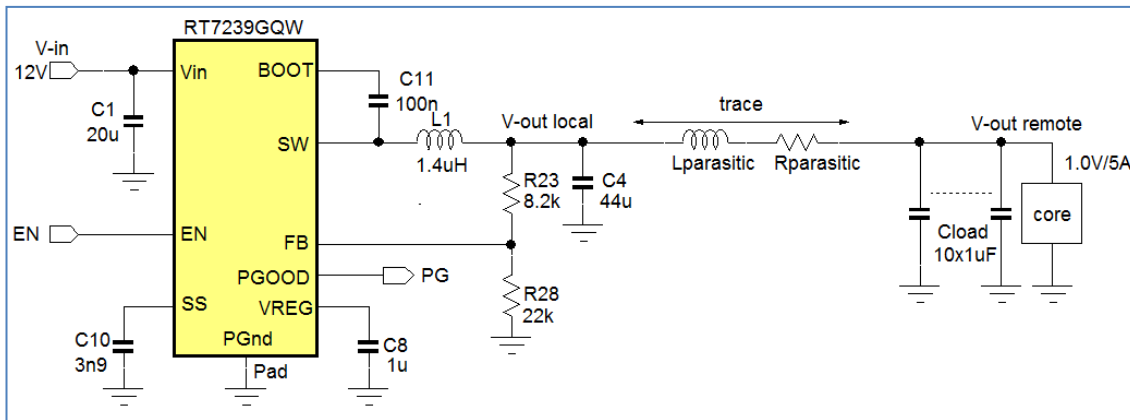 RT7239GQW
V-in
12V
Vin
BOOT
C1
20u
C11
100n
SW
L1
1.4uH
V-out local
trace
Lparasitic
Rparasitic
V-out remote
1.0V/5A
R23
8.2k
C4
44u
Cload
10x1uF
core
EN
EN
FB
PGOOD
PG
SS
VREG
R28
22k
C10
3n9
PGnd
Pad
C8
1u